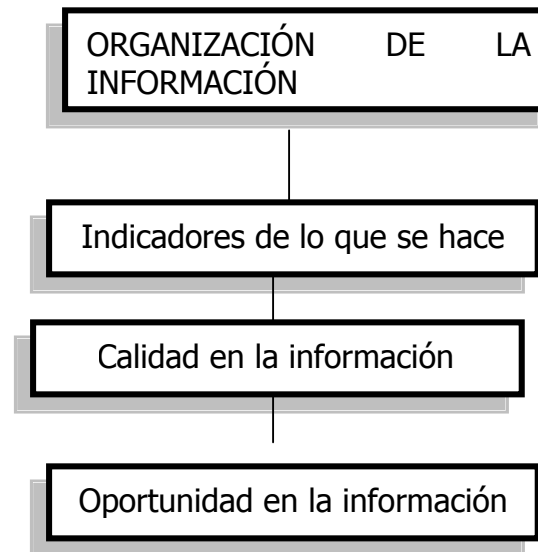 ORGANIZACIÓN DE LA
INFORMACIÓN
Indicadores de lo que se hace
Calidad en la información
Oportunidad en la información